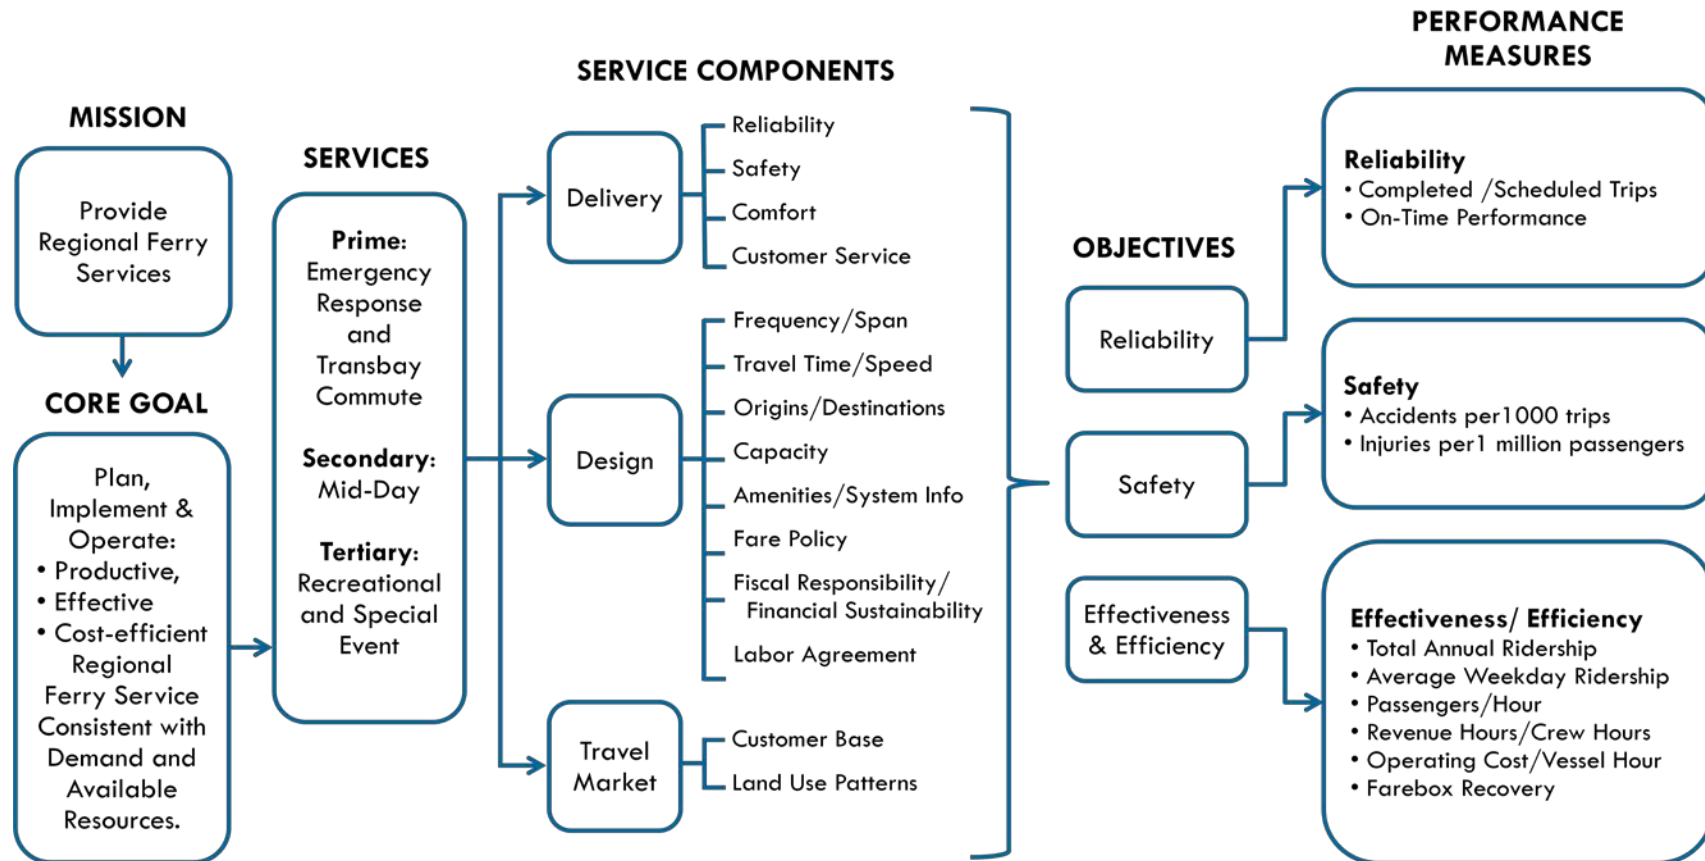 MISSION
Provide
Regional Ferry
Services
CORE GOAL
Plan,
Implement &
Operate:
• Productive,
• Effective
• Cost-efficient
Regional
Ferry Service
Consistent with
Demand and
Available
Resources.
SERVICES
Prime:
Emergency
Response
and
Transbay
Commute
Secondary:
Mid-Day
Tertiary:
Recreational
and Special
Event
SERVICE COMPONENTS
Delivery
Reliability
Safety
Comfort
Customer Service
Design
Frequency/Span
Travel Time/Speed
Origins/Destinations
Capacity
Amenities/System Info
Fare Policy
Fiscal Responsibility/
Financial Sustainability
Labor Agreement
Travel
Market
Customer Base
Land Use Patterns
OBJECTIVES
Reliability
Safety
Effectiveness
& Efficiency
PERFORMANCE
MEASURES
Reliability
• Completed /Scheduled Trips
• On-Time Performance
Safety
• Accidents per1000 trips
• Injuries per1 million passengers
Effectiveness/ Efficiency
• Total Annual Ridership
• Average Weekday Ridership
• Passengers/Hour
• Revenue Hours/Crew Hours
• Operating Cost/Vessel Hour
• Farebox Recovery